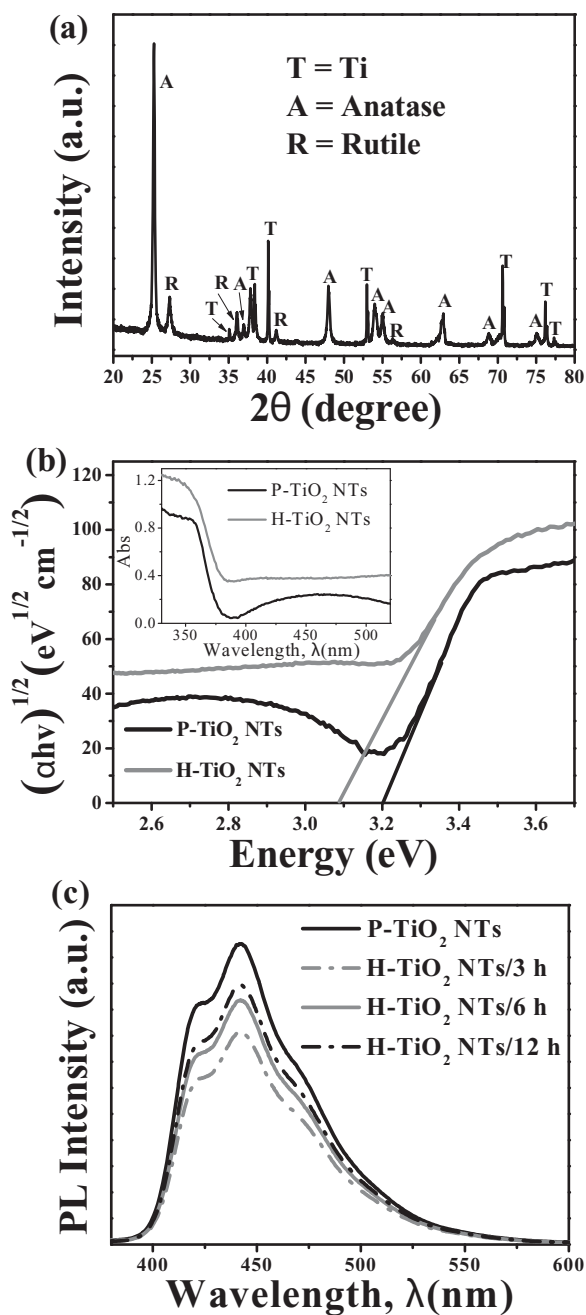 (a)
T = Ti
A = Anatase
R = Rutile
A
R
T
R
A
T
T
R
A
T
A
A
R
A
A
T
A
T
T
Intensity (a.u.)
20 25 30 35 40 45 50 55 60 65 70 75 80
2θ (degree)
(b)
120
100
80
60
40
20
0
(αhν)^1/2 (eV^1/2 cm^-1/2)
1.2
0.8
0.4
0.0
Abs
P-TiO₂ NTs
H-TiO₂ NTs
350 400 450 500
Wavelength, λ(nm)
P-TiO₂ NTs
H-TiO₂ NTs
2.6 2.8 3.0 3.2 3.4 3.6
Energy (eV)
(c)
P-TiO₂ NTs
H-TiO₂ NTs/3 h
H-TiO₂ NTs/6 h
H-TiO₂ NTs/12 h
PL Intensity (a.u.)
400 450 500 550 600
Wavelength, λ(nm)